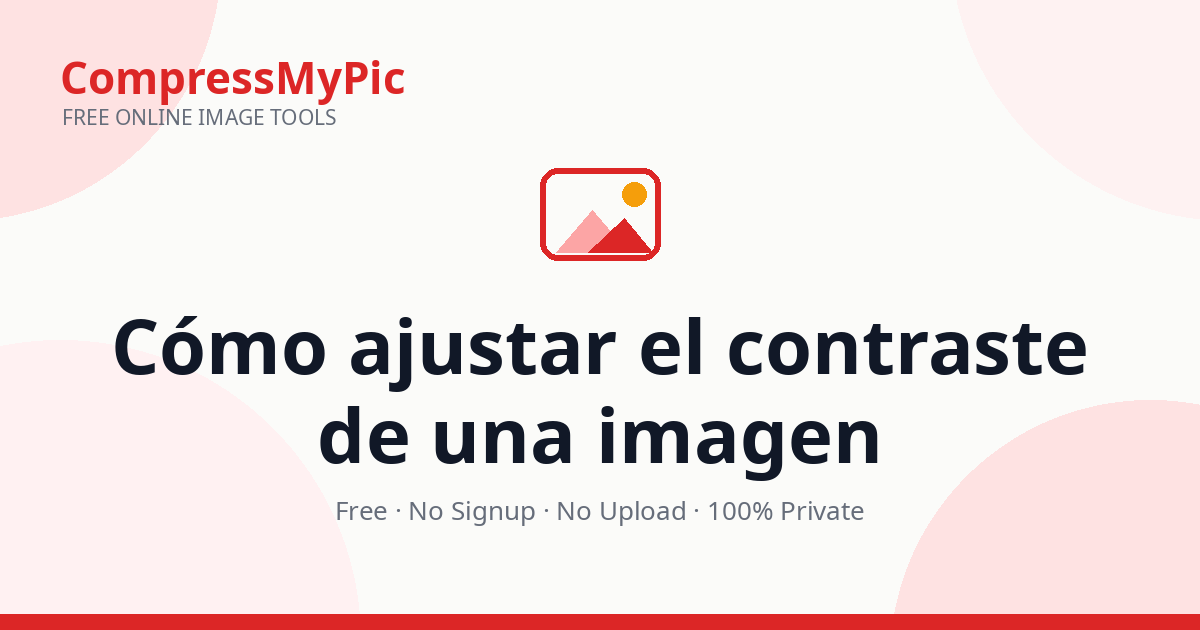 CompressMyPic
FREE ONLINE IMAGE TOOLS
Cómo ajustar el contraste
de una imagen
Free · No Signup · No Upload · 100% Private